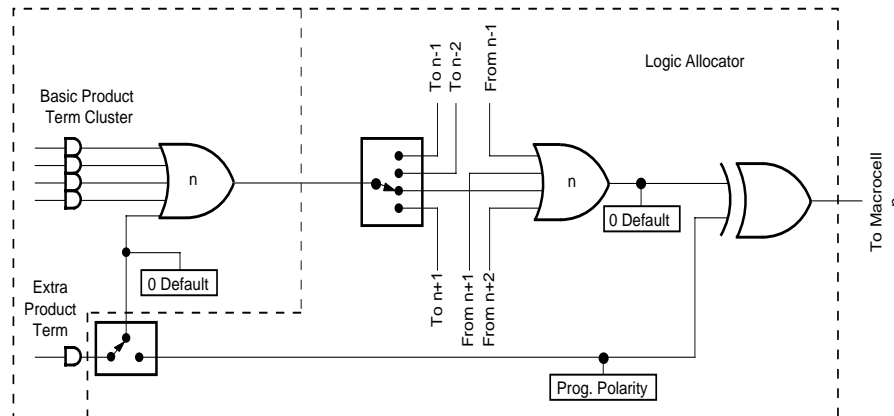 Logic Allocator
Basic Product
Term Cluster
To n-1
To n-2
From n-1
n
n
0 Default
0 Default
To n+1
From n+1
From n+2
Extra
Product
Term
Prog. Polarity
To Macrocell
n